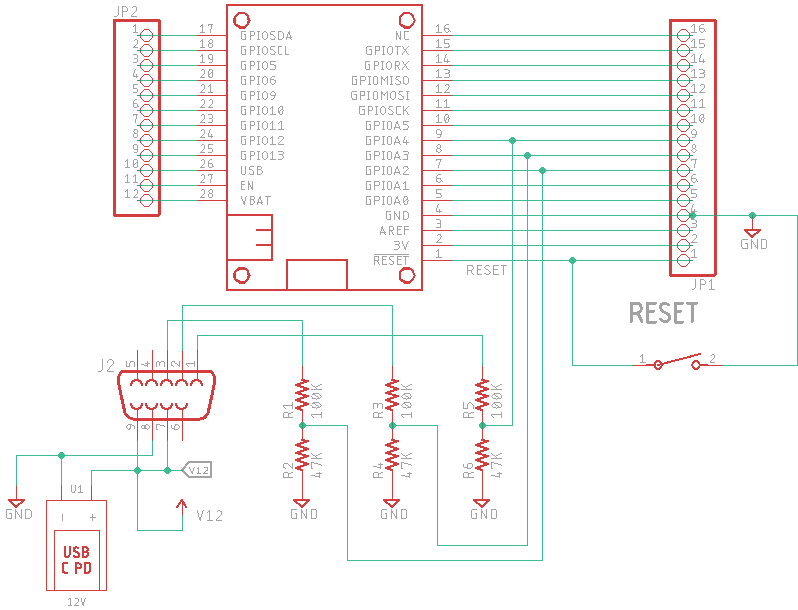 JP2
1 17 GPIOSDA NC 16 16
2 18 GPIOSCL GPIOTX 15 15
3 19 GPIO5 GPIORX 14 14
4 20 GPIO6 GPIOMISO 13 13
5 21 GPIO9 GPIOMOSI 12 12
6 22 GPIO10 GPIOSCK 11 11
7 23 GPIO11 GPIOA5 10 10
8 24 GPIO12 GPIOA4 9 9
9 25 GPIO13 GPIOA3 8 8
10 26 USB GPIOA2 7 7
11 27 EN GPIOA1 6 6
12 28 VBAT GPIOA0 5 5
GND 4 4
AREF 3 3
3V 2 2
RESET 1 1
RESET
GND
JP1
RESET
1 2
J2
5 4 3 2 1
9 8 7 6
R1 100K
R3 100K
R5 100K
R2 47K
R4 47K
R6 47K
GND GND GND
V12
V12
GND
U1
- +
USB
C PD
12V